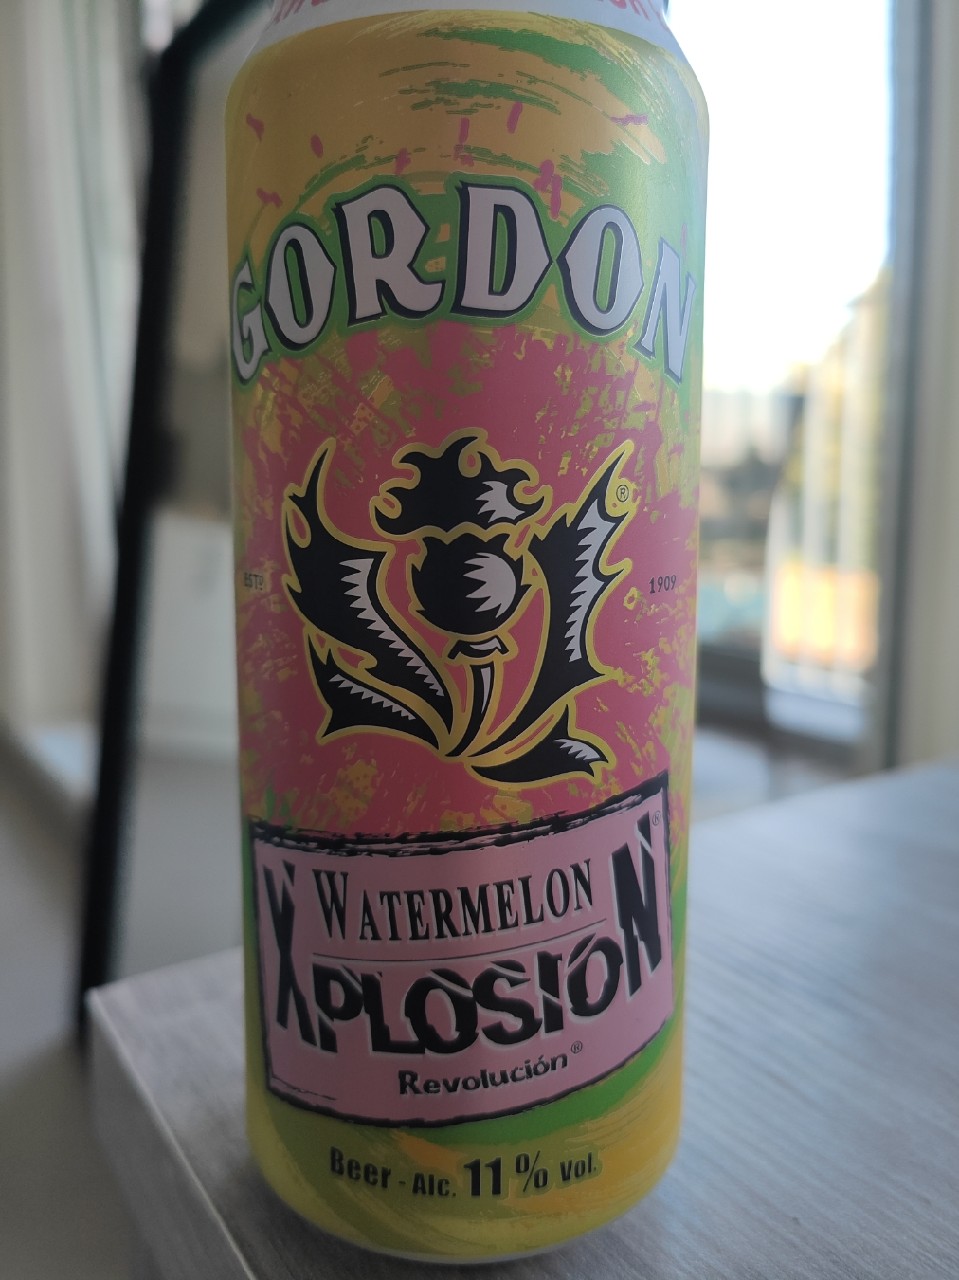 GORDON
®
ESTD 1909
WATERMELON
XPLOSION®
Revolución®
Beer - Alc. 11% Vol.